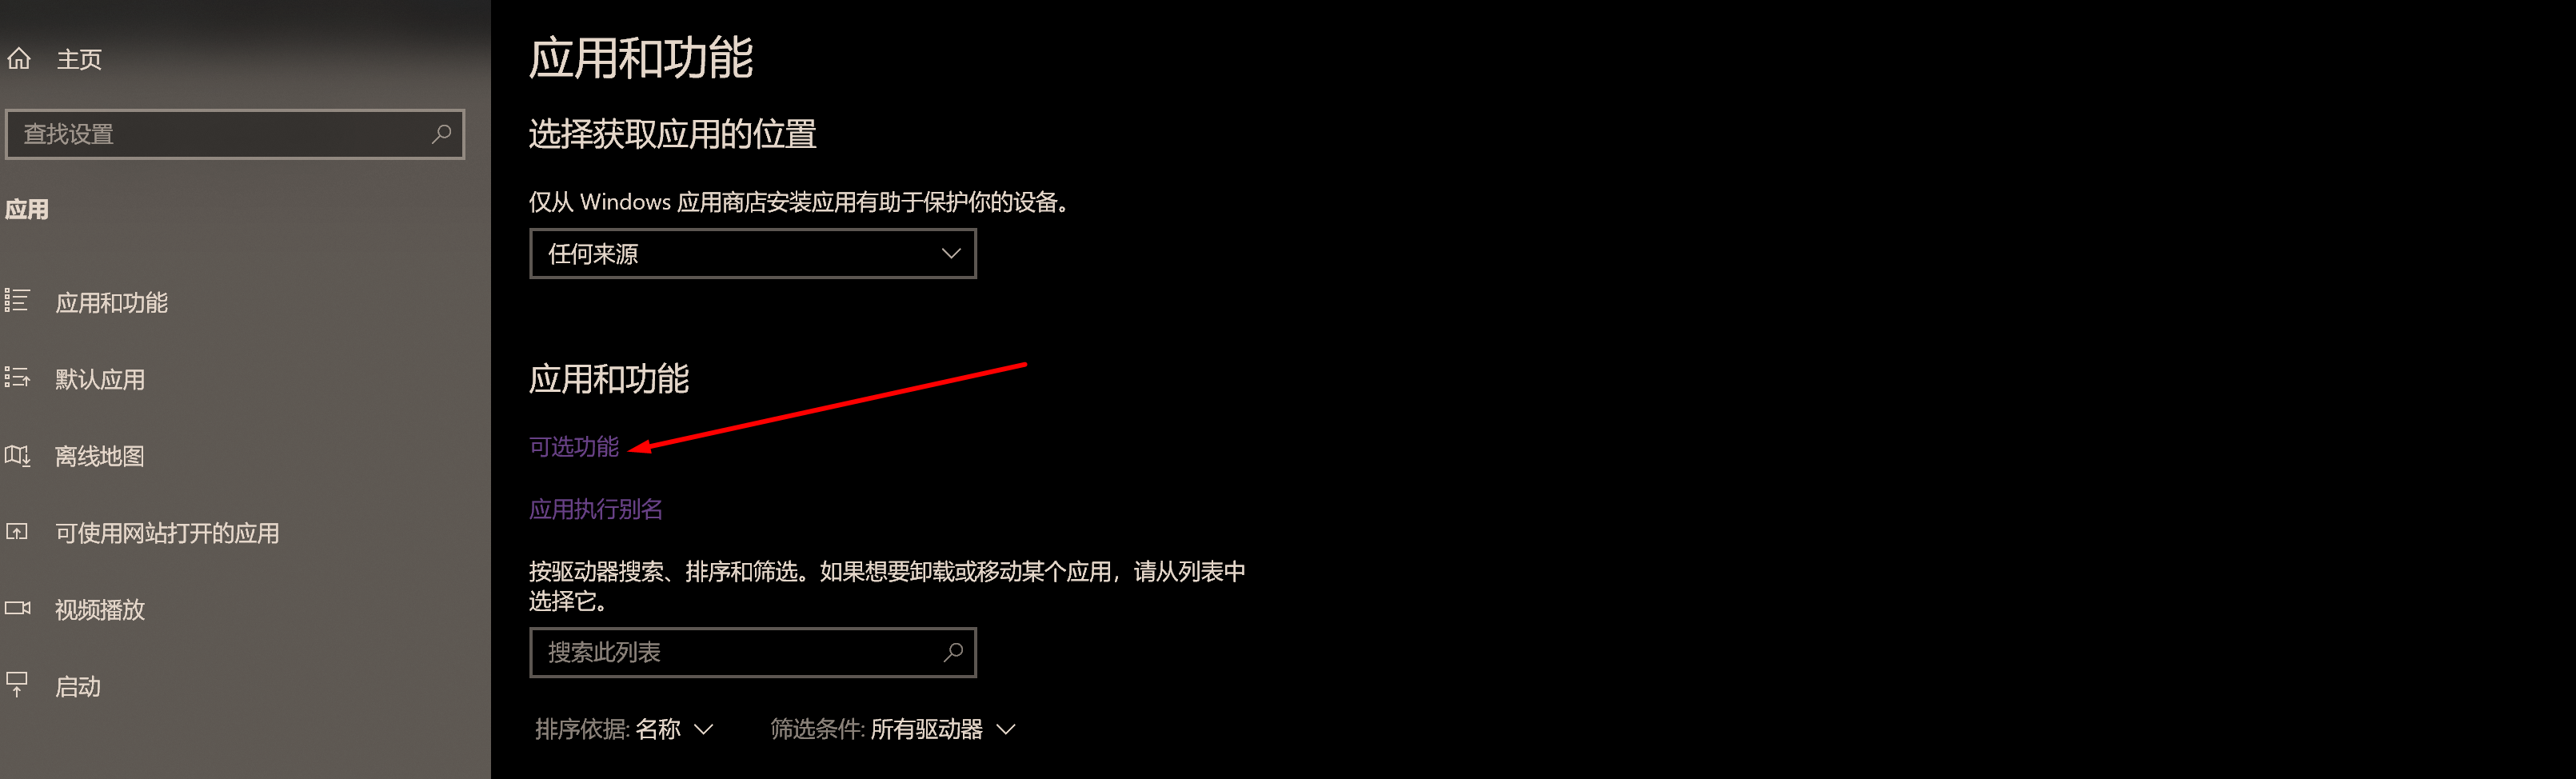 主页
查找设置
应用
应用和功能
默认应用
离线地图
可使用网站打开的应用
视频播放
启动
应用和功能
选择获取应用的位置
仅从 Windows 应用商店安装应用有助于保护你的设备。
任何来源
应用和功能
可选功能
应用执行别名
按驱动器搜索、排序和筛选。如果想要卸载或移动某个应用，请从列表中
选择它。
搜索此列表
排序依据: 名称 筛选条件: 所有驱动器